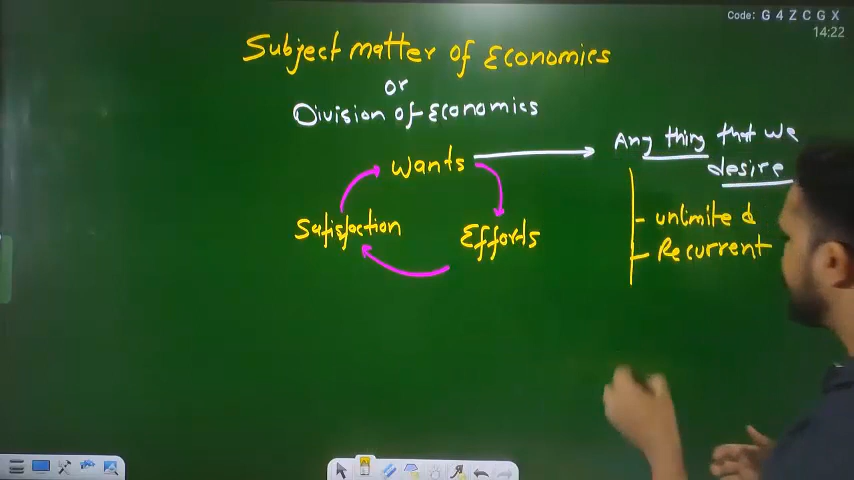 Code: G 4 Z C G X
14:22
Subject matter of Economics
or
Division of Economics
wants
Any thing that we
desire
Satisfaction
Effords
- unlimited
- Recurrent